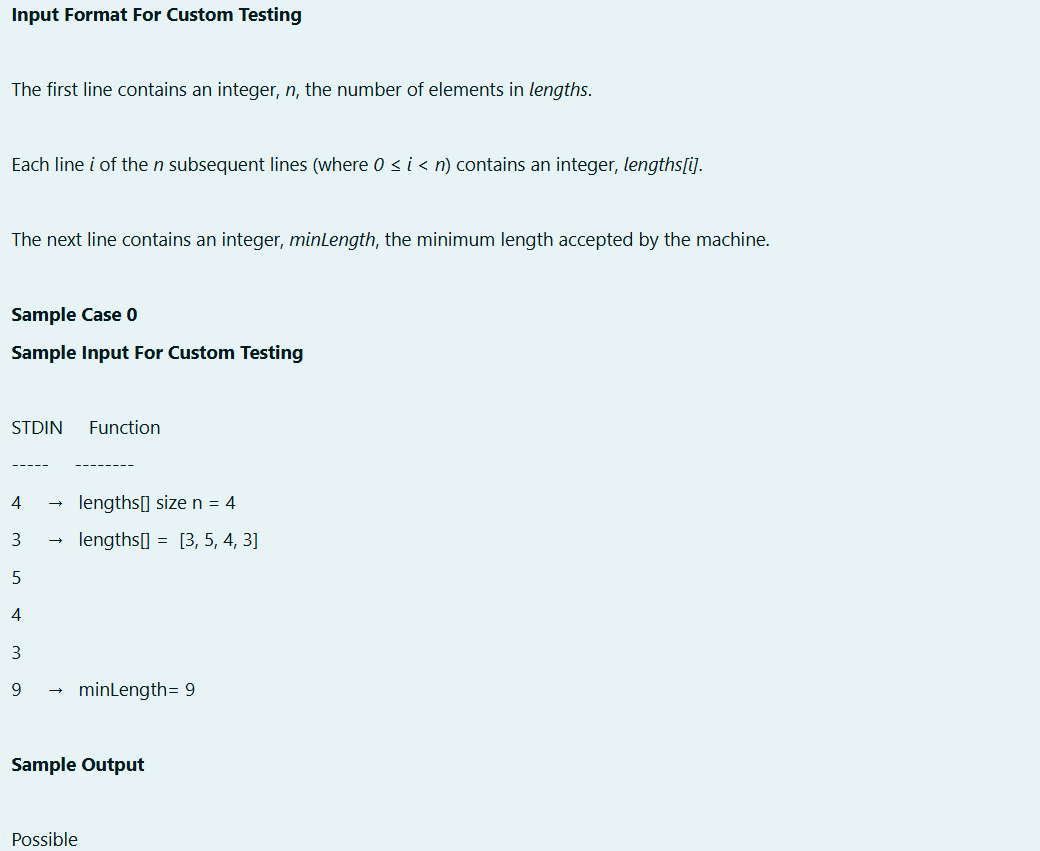 Input Format For Custom Testing
The first line contains an integer, n, the number of elements in lengths.
Each line i of the n subsequent lines (where 0 ≤ i < n) contains an integer, lengths[i].
The next line contains an integer, minLength, the minimum length accepted by the machine.
Sample Case 0
Sample Input For Custom Testing
STDIN Function
----- --------
4 → lengths[] size n = 4
3 → lengths[] = [3, 5, 4, 3]
5
4
3
9 → minLength= 9
Sample Output
Possible